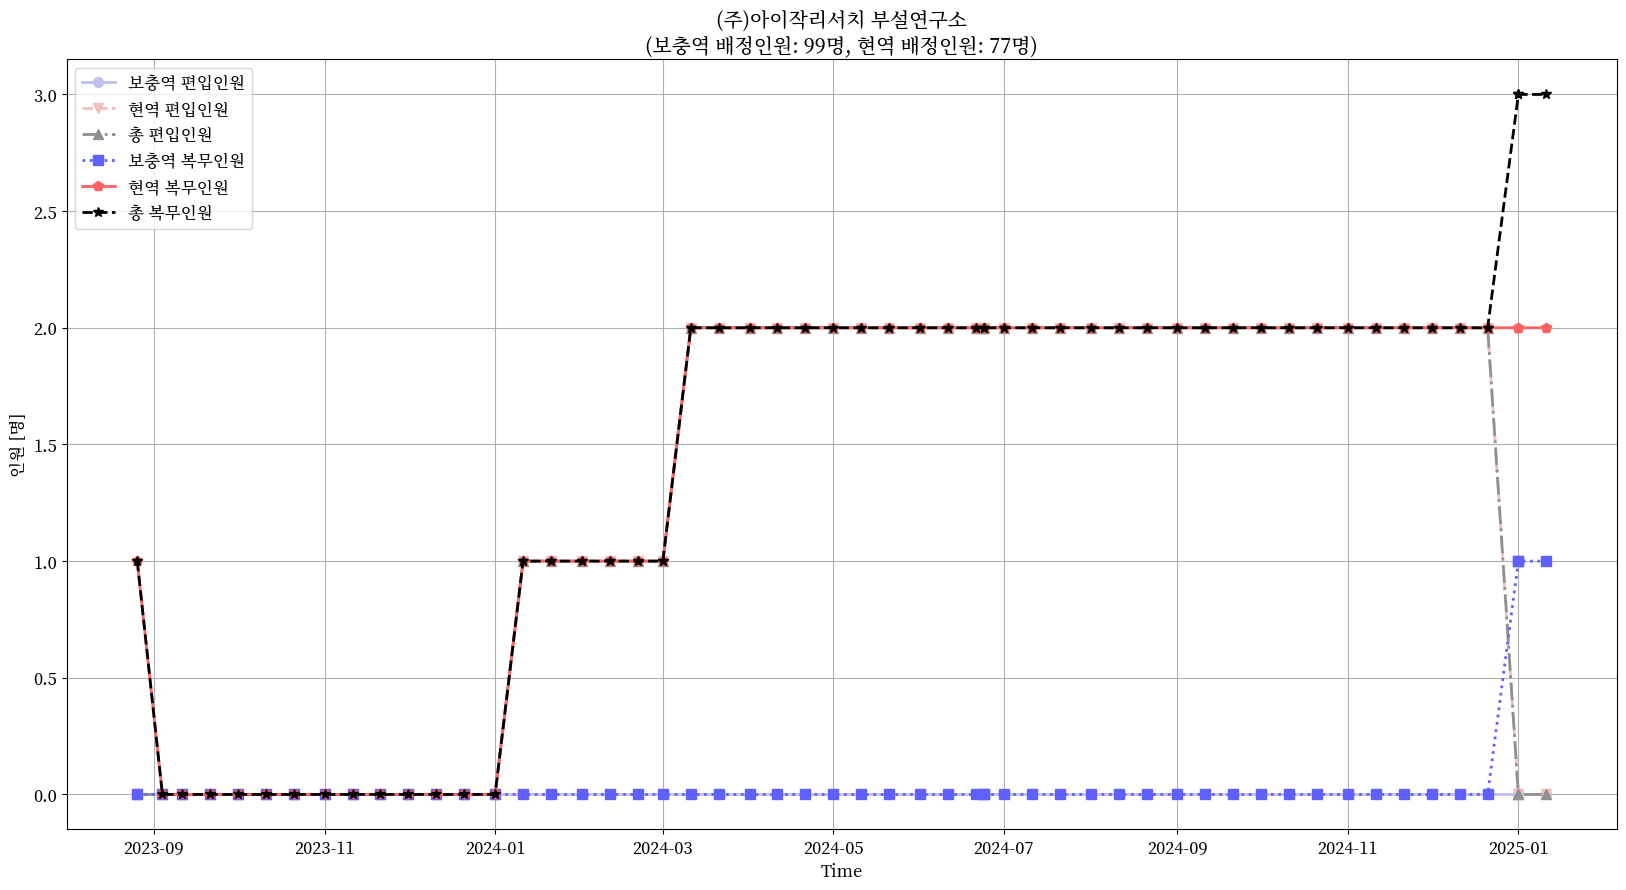 (주)아이작리서치 부설연구소
(보충역 배정인원: 99명, 현역 배정인원: 77명)
보충역 편입인원
현역 편입인원
총 편입인원
보충역 복무인원
현역 복무인원
총 복무인원
인원 [명]
3.0
2.5
2.0
1.5
1.0
0.5
0.0
2023-09 2023-11 2024-01 2024-03 2024-05 2024-07 2024-09 2024-11 2025-01
Time